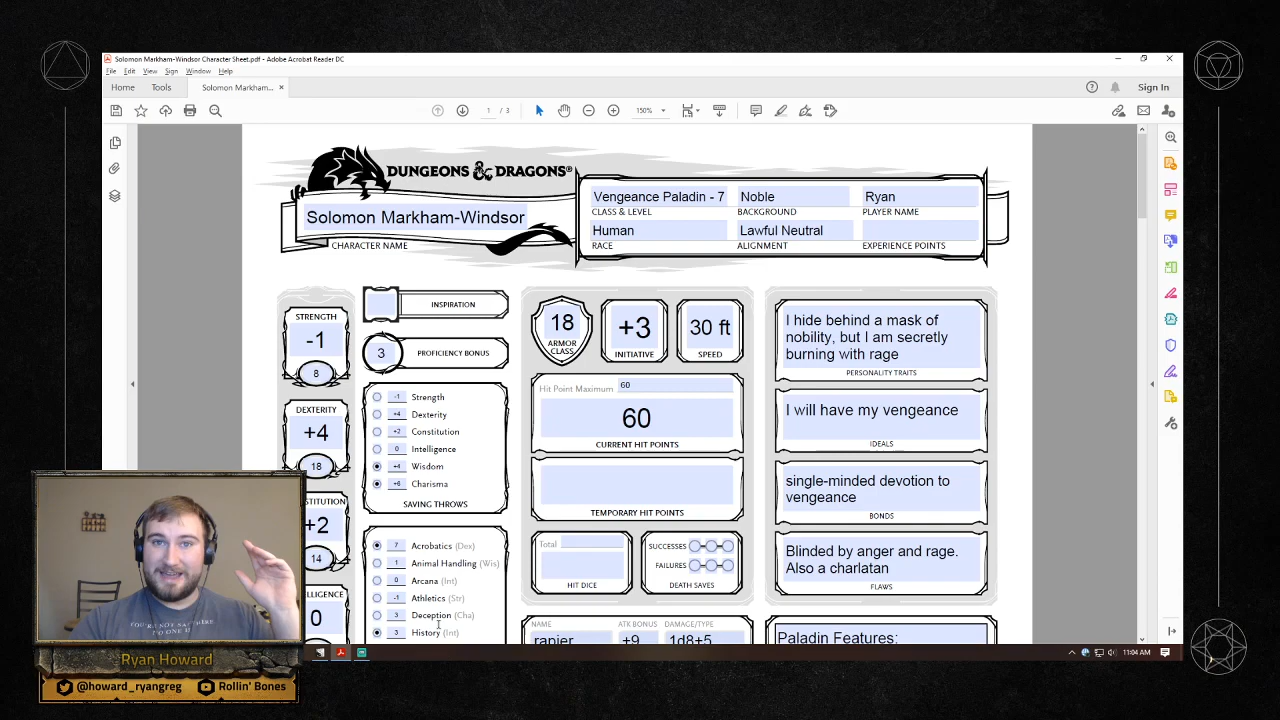 Solomon Markham-Windsor Character Sheet.pdf - Adobe Acrobat Reader DC
File Edit View Sign Window Help
Home Tools Solomon Markham... × Sign In
1 / 3 150%
DUNGEONS & DRAGONS®
Solomon Markham-Windsor
CHARACTER NAME
Vengeance Paladin - 7 Noble Ryan
CLASS & LEVEL BACKGROUND PLAYER NAME
Human Lawful Neutral
RACE ALIGNMENT EXPERIENCE POINTS
STRENGTH
-1
8
DEXTERITY
+4
18
STITUTION
+2
14
ELLIGENCE
0
INSPIRATION
3 PROFICIENCY BONUS
-1 Strength
+4 Dexterity
+2 Constitution
0 Intelligence
+4 Wisdom
+6 Charisma
SAVING THROWS
7 Acrobatics (Dex)
1 Animal Handling (Wis)
0 Arcana (Int)
-1 Athletics (Str)
3 Deception (Cha)
3 History (Int)
18
ARMOR
CLASS
+3
INITIATIVE
30 ft
SPEED
Hit Point Maximum 60
60
CURRENT HIT POINTS
TEMPORARY HIT POINTS
Total
HIT DICE
SUCCESSES
FAILURES
DEATH SAVES
NAME ATK BONUS DAMAGE/TYPE
rapier +9 1d8+5
I hide behind a mask of
nobility, but I am secretly
burning with rage
PERSONALITY TRAITS
I will have my vengeance
IDEALS
single-minded devotion to
vengeance
BONDS
Blinded by anger and rage.
Also a charlatan
FLAWS
Paladin Features:
11:04 AM
Ryan Howard
@howard_ryangreg Rollin' Bones